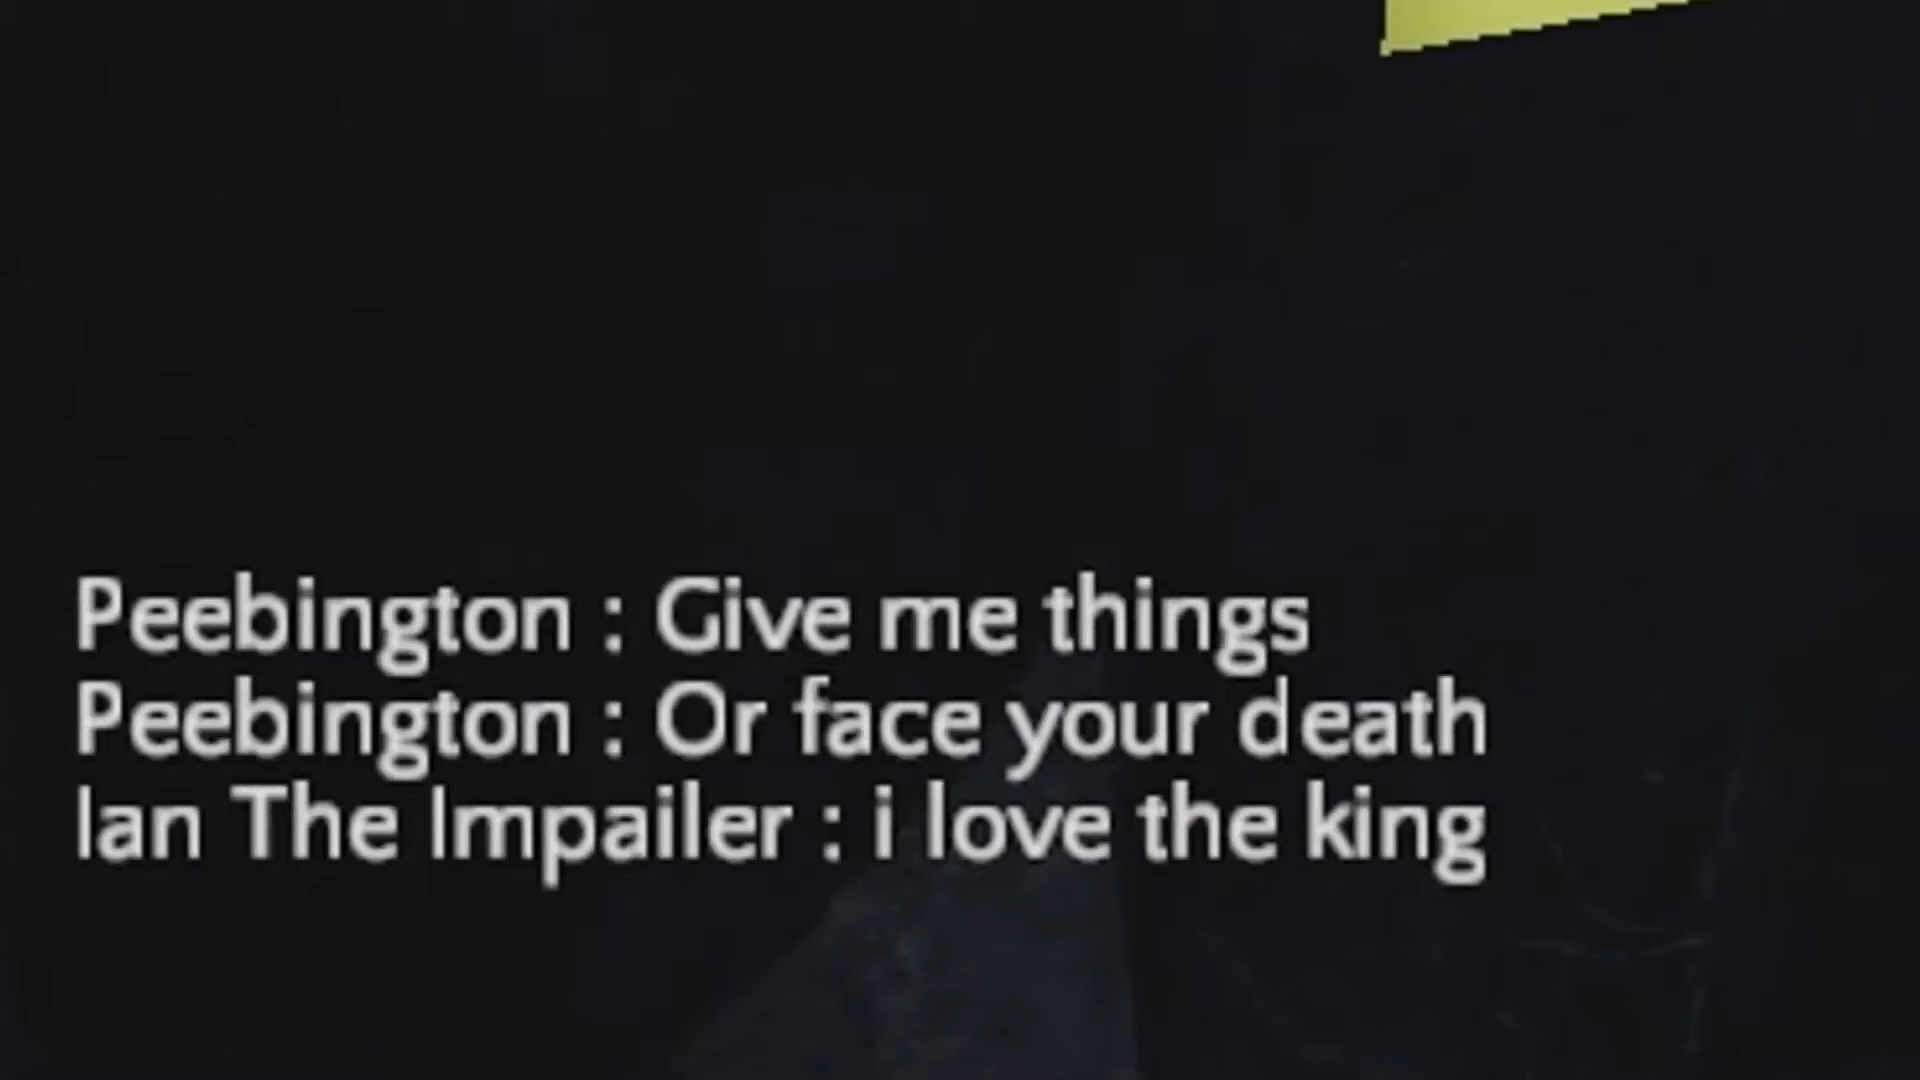 Peebington : Give me things
Peebington : Or face your death
Ian The Impailer : i love the king